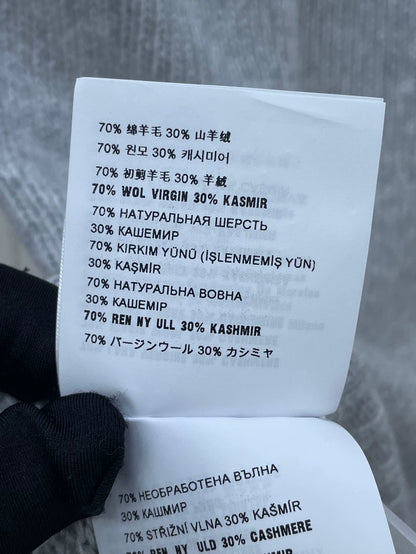 70% 绵羊毛 30% 山羊绒
70% 원모 30% 캐시미어
70% 初剪羊毛 30% 羊絨
70% WOL VIRGIN 30% KASMIR
70% НАТУРАЛЬНАЯ ШЕРСТЬ
30% КАШЕМИР
70% KIRKIM YÜNÜ (İŞLENMEMİŞ YÜN)
30% KAŞMİR
70% НАТУРАЛЬНА ВОВНА
30% КАШЕМІР
70% REN NY ULL 30% KASHMIR
70% バージンウール 30% カシミヤ
70% НЕОБРАБОТЕНА ВЪЛНА
30% КАШМИР
70% STŘIŽNÍ VLNA 30% KAŠMÍR
70% REN NY ULD 30% CASHMERE